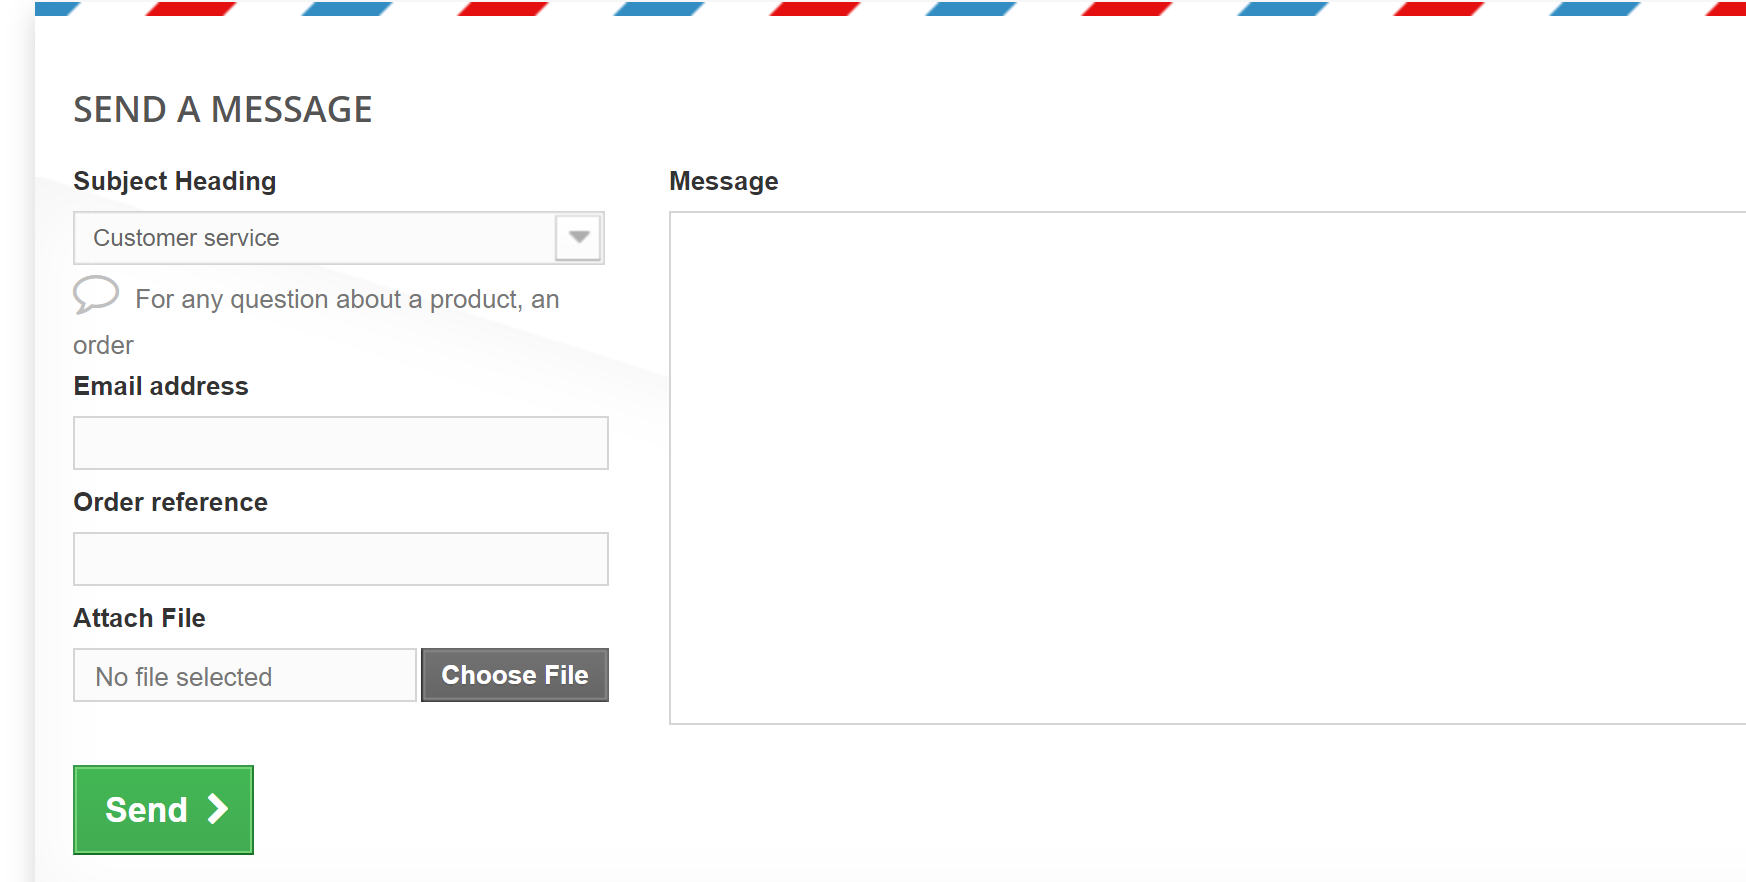 SEND A MESSAGE
Subject Heading
Customer service
For any question about a product, an
order
Email address
Order reference
Attach File
No file selected
Choose File
Send
Message